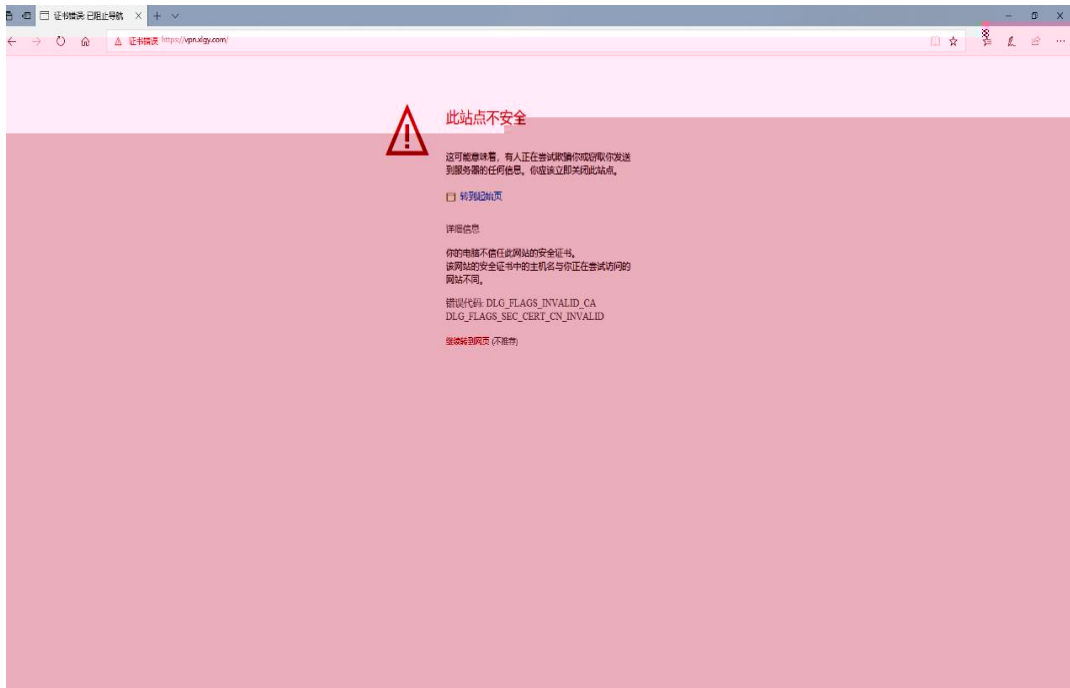 证书错误: 已阻止导航
证书错误 https://vpn.xlgy.com/
此站点不安全
这可能意味着，有人正在尝试欺骗你或窃取你发送
到服务器的任何信息。你应该立即关闭此站点。
转到起始页
详细信息
你的电脑不信任此网站的安全证书。
该网站的安全证书中的主机名与你正在尝试访问的
网站不同。
错误代码: DLG_FLAGS_INVALID_CA
DLG_FLAGS_SEC_CERT_CN_INVALID
继续转到网页 (不推荐)